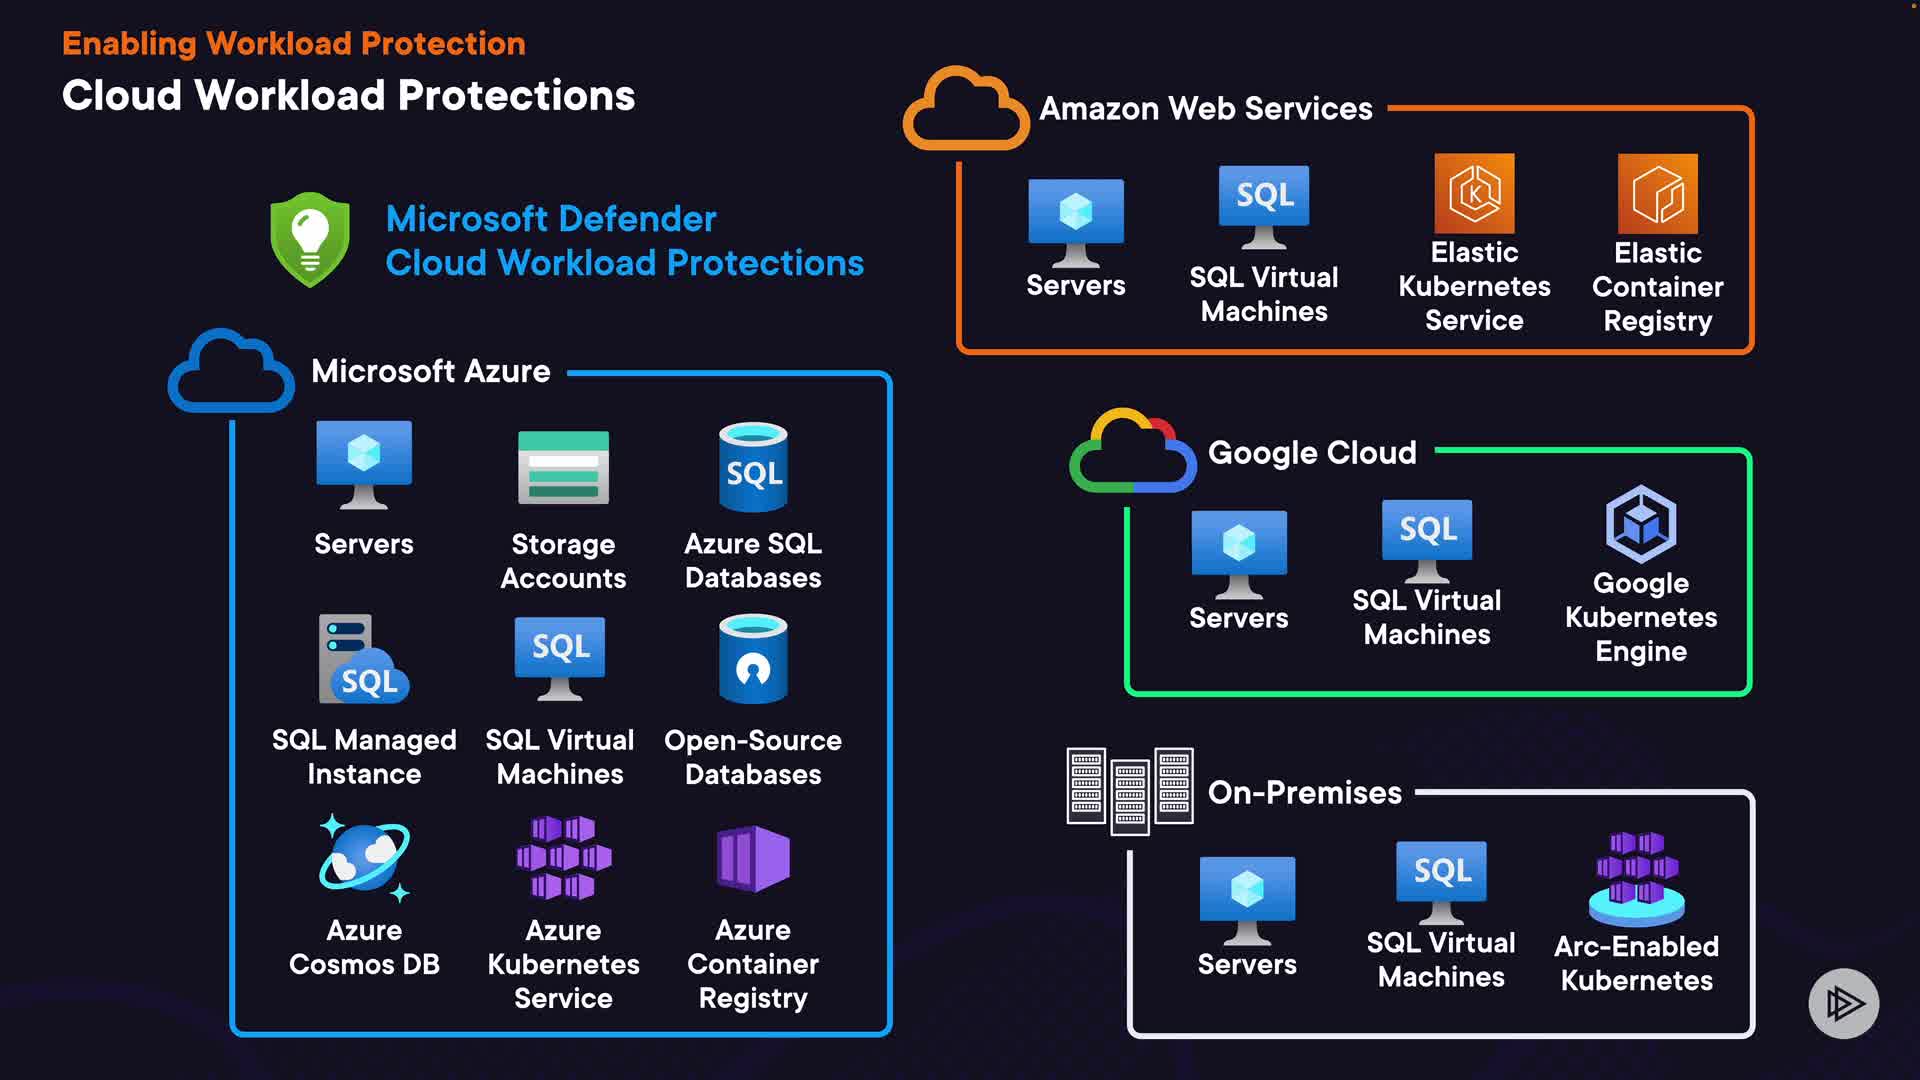 Enabling Workload Protection
Cloud Workload Protections
Microsoft Defender
Cloud Workload Protections
Microsoft Azure
Servers
Storage
Accounts
SQL
Azure SQL
Databases
SQL
SQL Managed
Instance
SQL
SQL Virtual
Machines
Open-Source
Databases
Azure
Cosmos DB
Azure
Kubernetes
Service
Azure
Container
Registry
Amazon Web Services
Servers
SQL
SQL Virtual
Machines
K
Elastic
Kubernetes
Service
Elastic
Container
Registry
Google Cloud
Servers
SQL
SQL Virtual
Machines
Google
Kubernetes
Engine
On-Premises
Servers
SQL
SQL Virtual
Machines
Arc-Enabled
Kubernetes